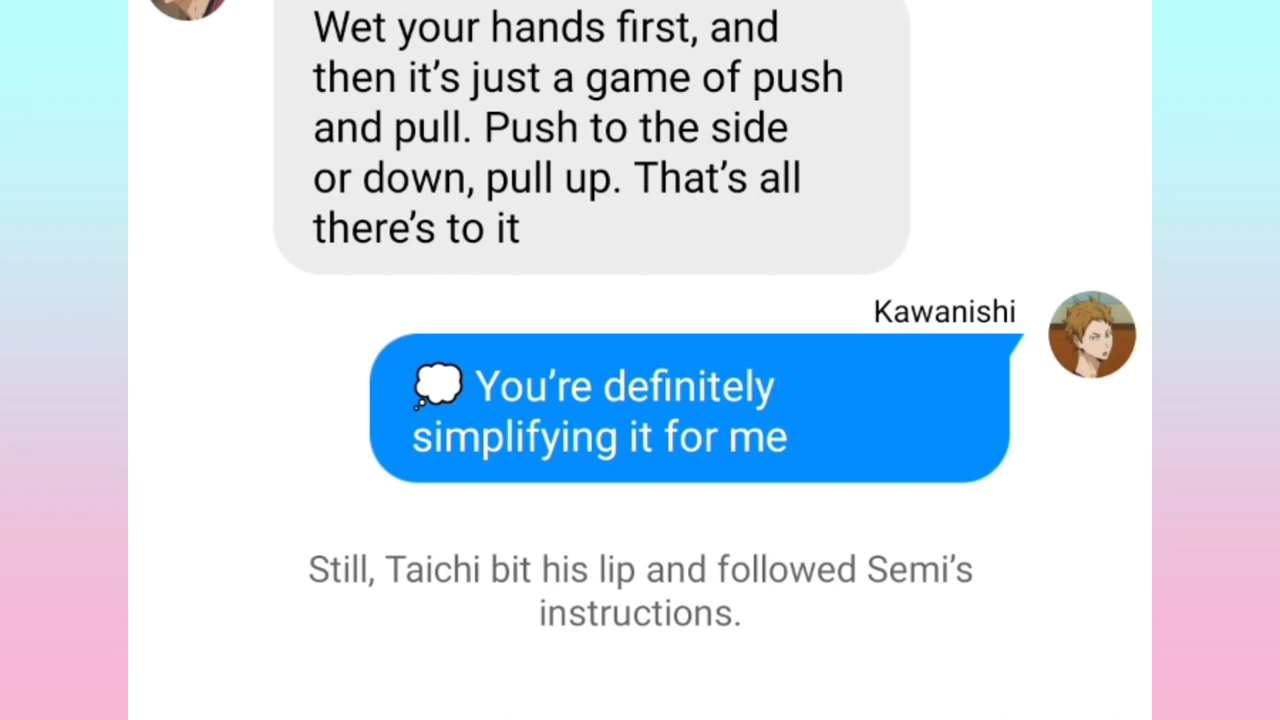 Wet your hands first, and
then it’s just a game of push
and pull. Push to the side
or down, pull up. That’s all
there’s to it
Kawanishi
💭 You’re definitely
simplifying it for me
Still, Taichi bit his lip and followed Semi’s
instructions.